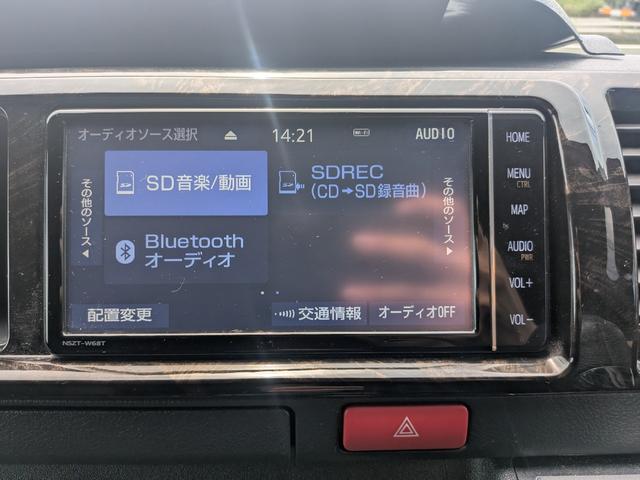 オーディオソース選択
14:21
Wi-Fi
AUDIO
その他のソース
SD音楽/動画
SDREC
(CD→SD録音曲)
その他のソース
Bluetooth
オーディオ
配置変更
交通情報
オーディオOFF
NSZT-W68T
HOME
MENU
CTRL
MAP
AUDIO
PWR
VOL+
VOL-